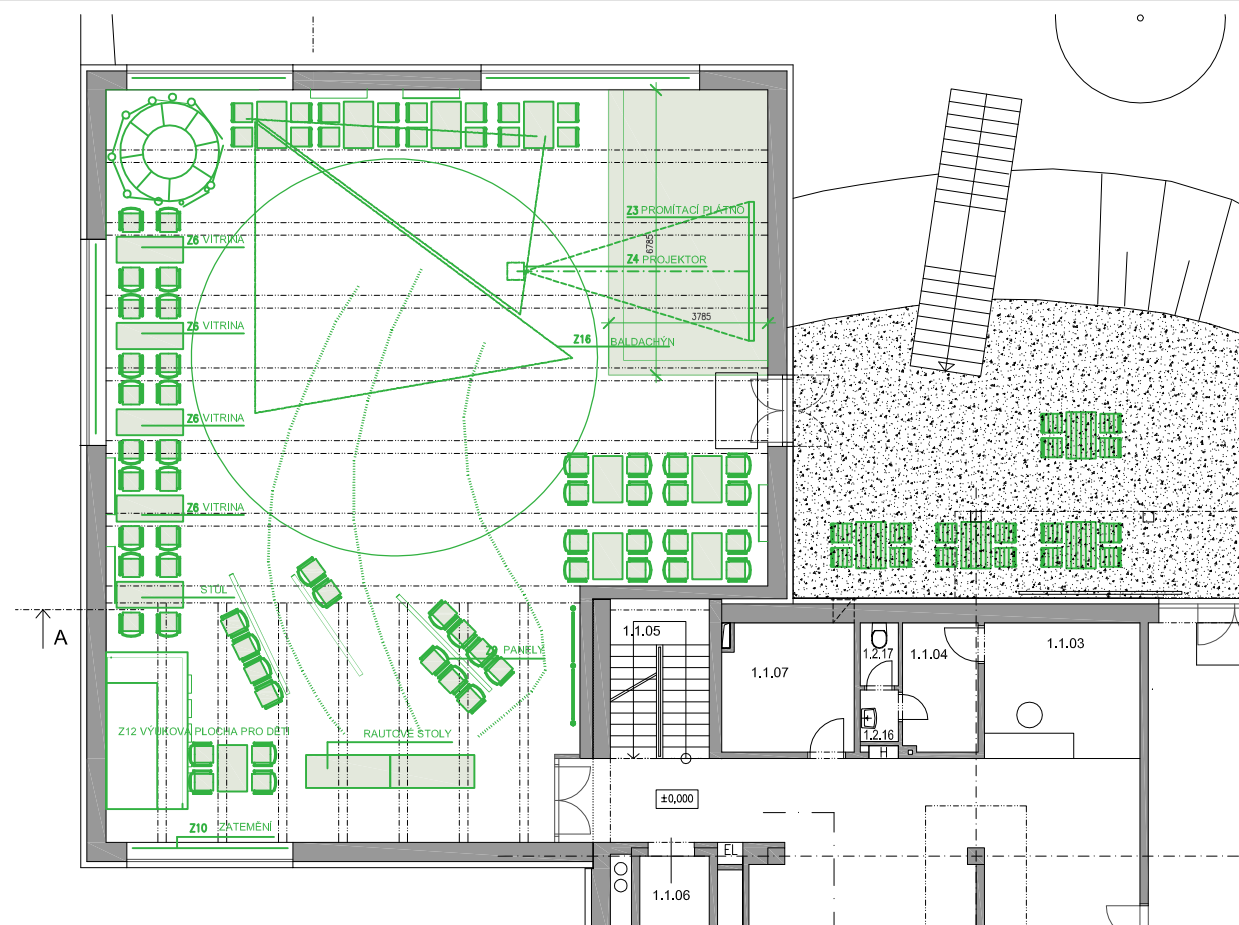 Z3 PROMÍTACÍ PLÁTNO
Z6 VITRINA
6785
Z4 PROJEKTOR
3785
Z6 VITRINA
Z16 BALDACHÝN
Z6 VITRINA
Z6 VITRINA
STŮL
A
1.1.05
1.1.07
1.2.17
1.1.04
1.1.03
Z9 PANELY
Z12 VÝUKOVÁ PLOCHA PRO DĚTI
RAUTOVÉ STOLY
1.2.16
H
±0,000
Z10 ZATEMĚNÍ
EL
1.1.06